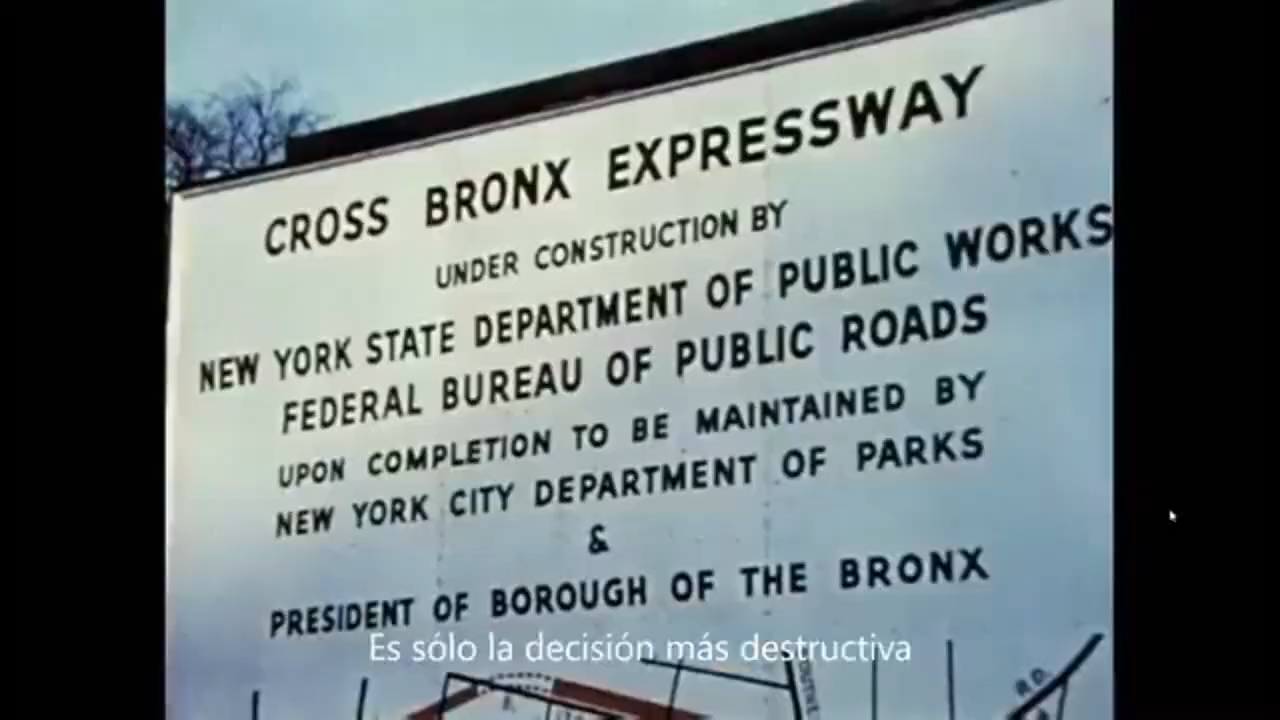 CROSS BRONX EXPRESSWAY
UNDER CONSTRUCTION BY
NEW YORK STATE DEPARTMENT OF PUBLIC WORKS
FEDERAL BUREAU OF PUBLIC ROADS
UPON COMPLETION TO BE MAINTAINED BY
NEW YORK CITY DEPARTMENT OF PARKS
&
PRESIDENT OF BOROUGH OF THE BRONX
Es sólo la decisión más destructiva
RD.